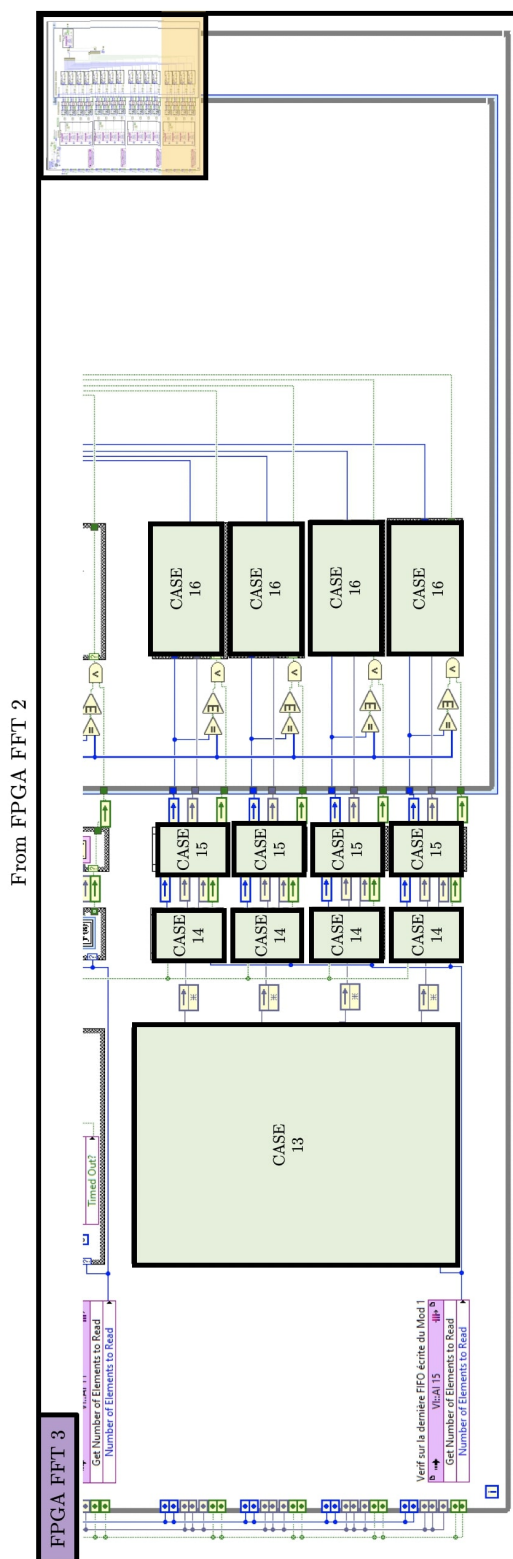 From FPGA FFT 2
FPGA FFT 3
Get Number of Elements to Read
Number of Elements to Read
Timed Out?
CASE
14
CASE
15
CASE
16
CASE
14
CASE
15
CASE
16
CASE
13
CASE
14
CASE
15
CASE
16
CASE
14
CASE
15
CASE
16
Verif sur la dernière FIFO écrite du Mod 1
VI::AI 15
Get Number of Elements to Read
Number of Elements to Read
i